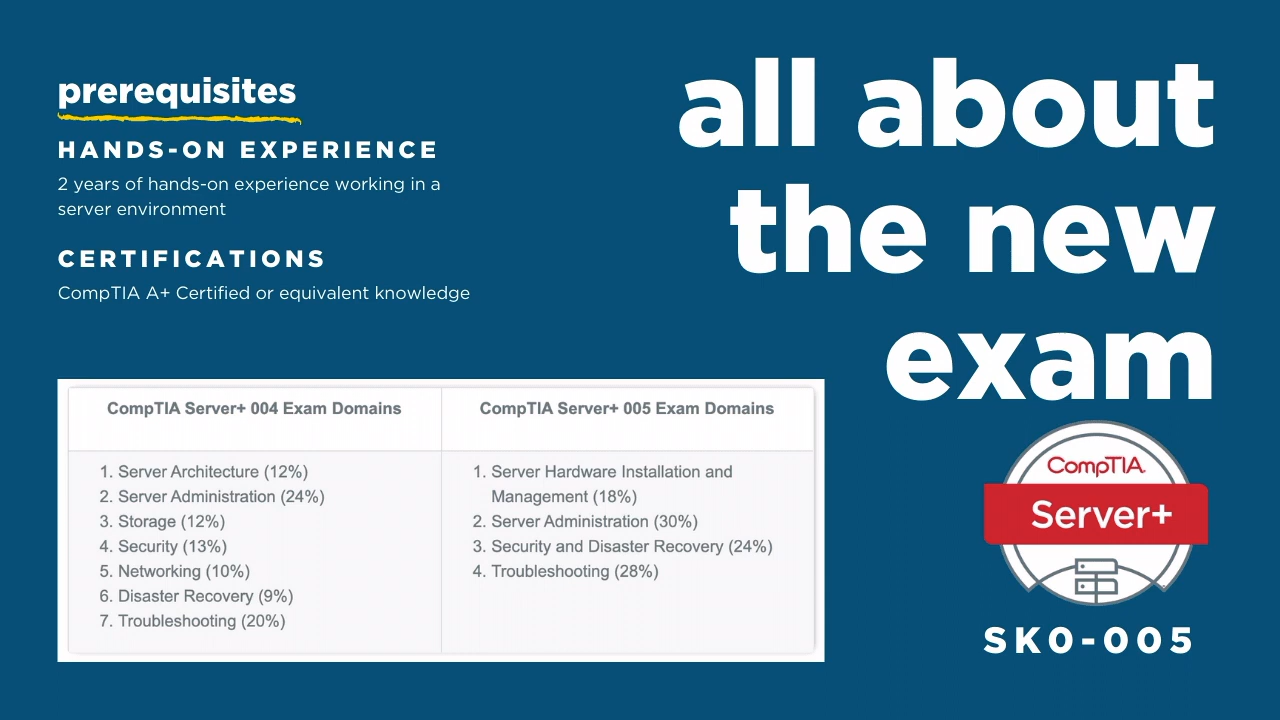 prerequisites
HANDS-ON EXPERIENCE
2 years of hands-on experience working in a
server environment
CERTIFICATIONS
CompTIA A+ Certified or equivalent knowledge
all about
the new
exam
CompTIA Server+ 004 Exam Domains
1. Server Architecture (12%)
2. Server Administration (24%)
3. Storage (12%)
4. Security (13%)
5. Networking (10%)
6. Disaster Recovery (9%)
7. Troubleshooting (20%)
CompTIA Server+ 005 Exam Domains
1. Server Hardware Installation and
Management (18%)
2. Server Administration (30%)
3. Security and Disaster Recovery (24%)
4. Troubleshooting (28%)
CompTIA.
Server+
SK0-005